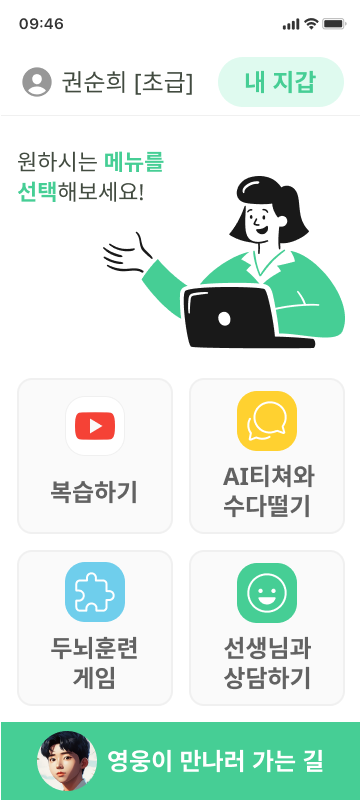 09:46
권순희 [초급]
내 지갑
원하시는 메뉴를
선택해보세요!
복습하기
AI티쳐와
수다떨기
두뇌훈련
게임
선생님과
상담하기
영웅이 만나러 가는 길